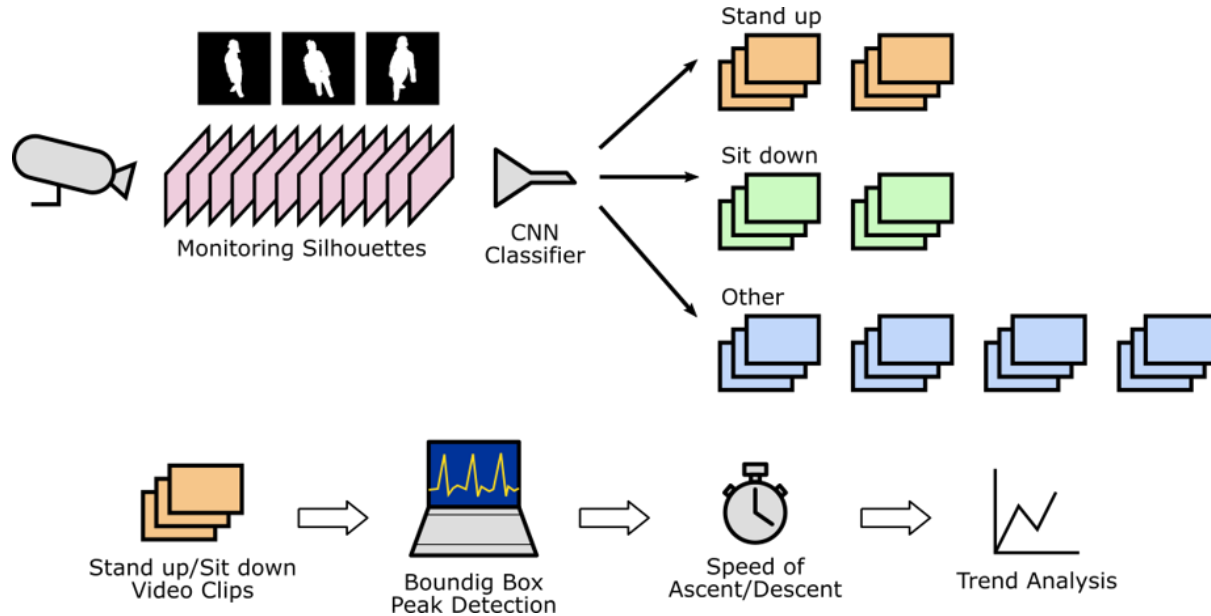 Stand up
Sit down
Monitoring Silhouettes
CNN
Classifier
Other
Stand up/Sit down
Video Clips
Boundig Box
Peak Detection
Speed of
Ascent/Descent
Trend Analysis